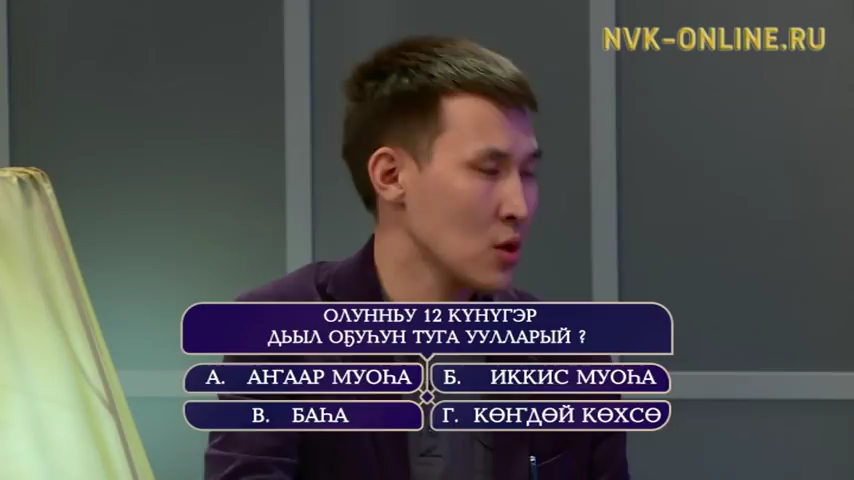 NVK-ONLINE.RU
ОЛУННЬУ 12 КҮНҮГЭР
ДЬЫЛ ОҔУҺУН ТУГА УУЛЛАРЫЙ ?
А. АҤААР МУОҺА
Б. ИККИС МУОҺА
В. БАҺА
Г. КӨҤДӨЙ КӨХСӨ